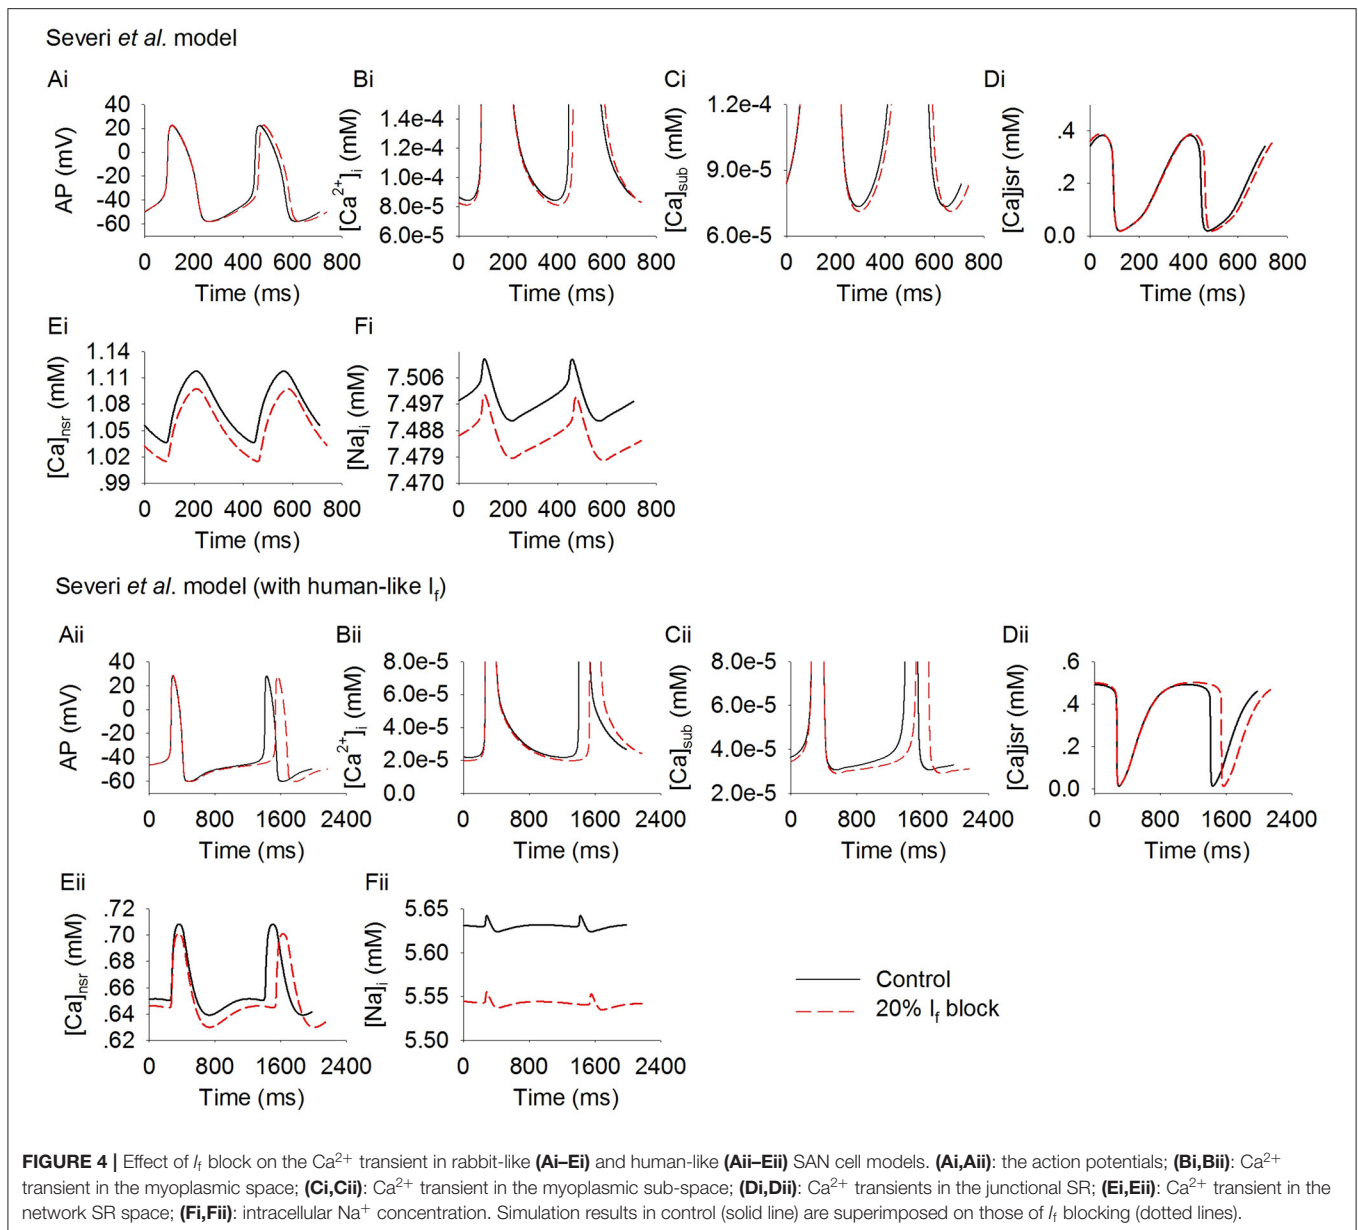 Severi et al. model
Ai
Bi
Ci
Di
AP (mV)
40
20
0
-20
-40
-60
0 200 400 600 800
Time (ms)
[Ca²⁺]i (mM)
1.4e-4
1.2e-4
1.0e-4
8.0e-5
6.0e-5
0 200 400 600 800
Time (ms)
[Ca]sub (mM)
1.2e-4
9.0e-5
6.0e-5
0 200 400 600 800
Time (ms)
[Ca]jsr (mM)
.4
.2
0.0
0 200 400 600 800
Time (ms)
Ei
Fi
[Ca]nsr (mM)
1.14
1.11
1.08
1.05
1.02
.99
0 200 400 600 800
Time (ms)
[Na]i (mM)
7.506
7.497
7.488
7.479
7.470
0 200 400 600 800
Time (ms)
Severi et al. model (with human-like If)
Aii
Bii
Cii
Dii
AP (mV)
40
20
0
-20
-40
-60
0 800 1600 2400
Time (ms)
[Ca²⁺]i (mM)
8.0e-5
6.0e-5
4.0e-5
2.0e-5
0.0
0 800 1600 2400
Time (ms)
[Ca]sub (mM)
8.0e-5
6.0e-5
4.0e-5
2.0e-5
0 800 1600 2400
Time (ms)
[Ca]jsr (mM)
.6
.4
.2
0.0
0 800 1600 2400
Time (ms)
Eii
Fii
[Ca]nsr (mM)
.72
.70
.68
.66
.64
.62
0 800 1600 2400
Time (ms)
[Na]i (mM)
5.65
5.60
5.55
5.50
0 800 1600 2400
Time (ms)
Control
20% If block
FIGURE 4 | Effect of If block on the Ca²⁺ transient in rabbit-like (Ai–Ei) and human-like (Aii–Eii) SAN cell models. (Ai,Aii): the action potentials; (Bi,Bii): Ca²⁺
transient in the myoplasmic space; (Ci,Cii): Ca²⁺ transient in the myoplasmic sub-space; (Di,Dii): Ca²⁺ transients in the junctional SR; (Ei,Eii): Ca²⁺ transient in the
network SR space; (Fi,Fii): intracellular Na⁺ concentration. Simulation results in control (solid line) are superimposed on those of If blocking (dotted lines).